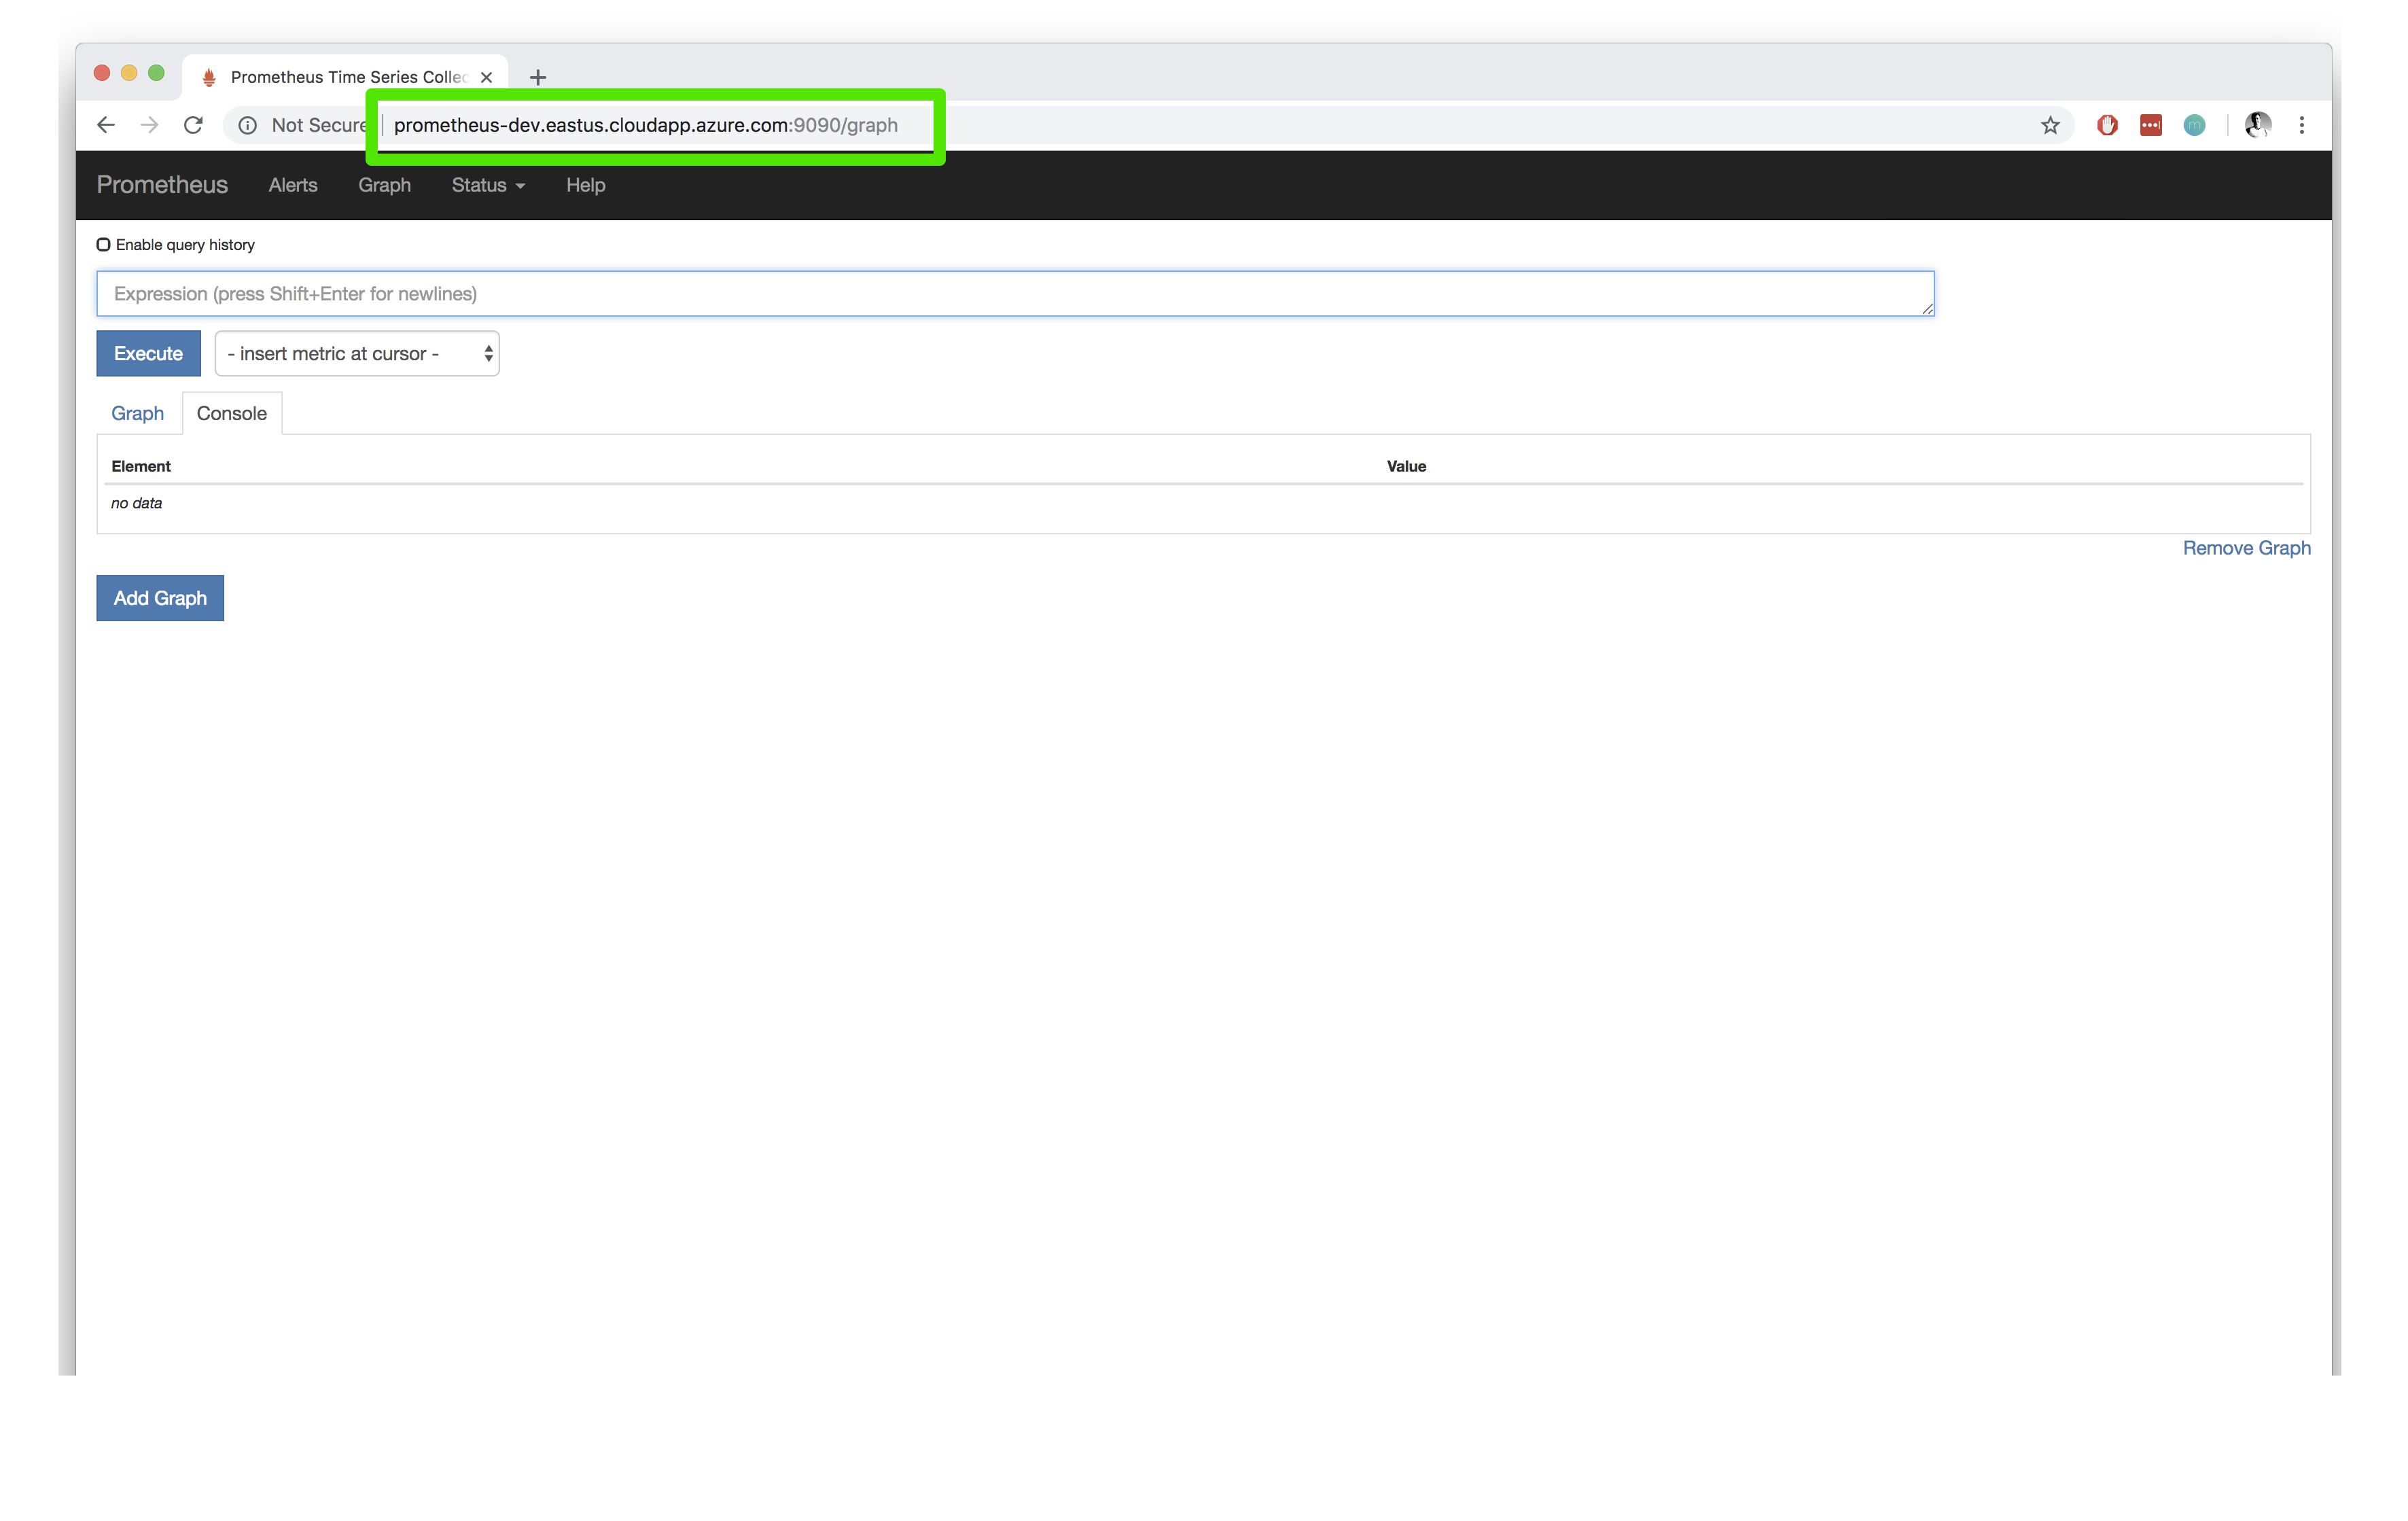 Prometheus Time Series Collec
Not Secure prometheus-dev.eastus.cloudapp.azure.com:9090/graph
Prometheus Alerts Graph Status Help
Enable query history
Expression (press Shift+Enter for newlines)
Execute - insert metric at cursor -
Graph Console
Element Value
no data
Remove Graph
Add Graph